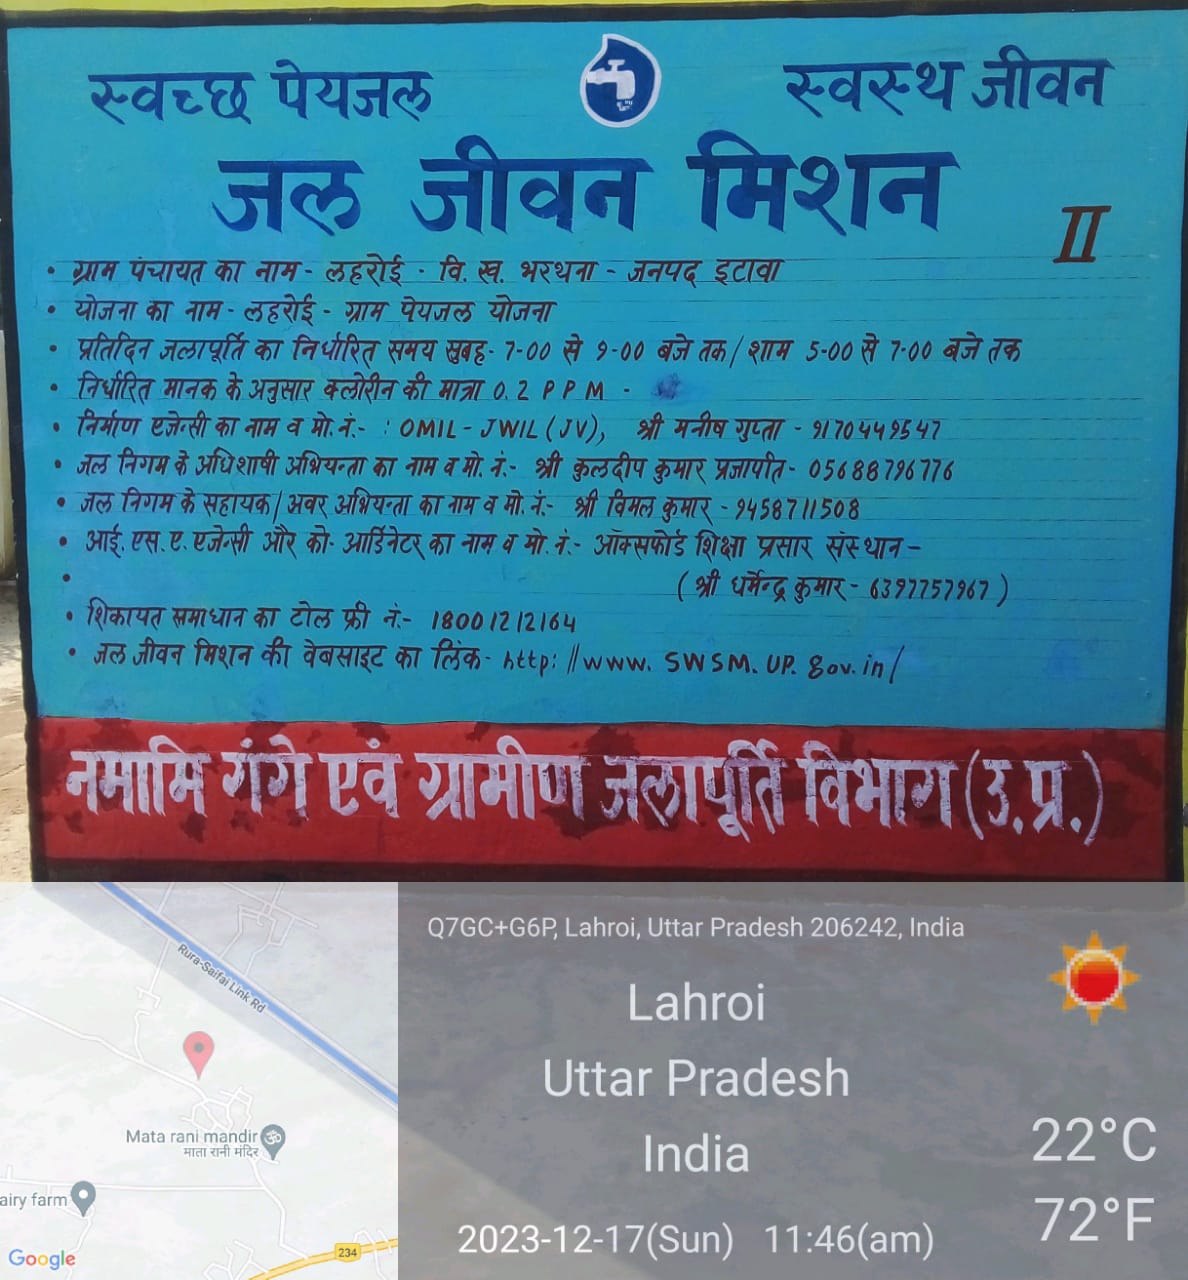 स्वच्छ पेयजल
स्वस्थ जीवन
जल जीवन मिशन
II
• ग्राम पंचायत का नाम - लहरोई - वि. ख. भरथना - जनपद इटावा
• योजना का नाम - लहरोई - ग्राम पेयजल योजना
• प्रतिदिन जलापूर्ति का निर्धारित समय सुबह- 7-00 से 9-00 बजे तक / शाम 5-00 से 7-00 बजे तक
• निर्धारित मानक के अनुसार क्लोरीन की मात्रा 0.2 P P M -
• निर्माण एजेन्सी का नाम व मो. नं.- : OMIL - JWIL (JV), श्री मनीष गुप्ता - 9170449547
• जल निगम के अधिशाषी अभियन्ता का नाम व मो. नं.- श्री कुलदीप कुमार प्रजापति- 05688796776
• जल निगम के सहायक/अवर अभियन्ता का नाम व मो. नं.- श्री विमल कुमार - 9458711508
• आई. एस. ए. एजेन्सी और को- आर्डिनेटर का नाम व मो. नं.- ऑक्सफोर्ड शिक्षा प्रसार संस्थान -
• (श्री धर्मेन्द्र कुमार - 6397757967)
• शिकायत समाधान का टोल फ्री नं:- 18001212164
• जल जीवन मिशन की वेबसाइट का लिंक- http://www. SWSM. UP. gov. in/
नमामि गंगे एवं ग्रामीण जलापूर्ति विभाग (उ.प्र.)
Q7GC+G6P, Lahroi, Uttar Pradesh 206242, India
Lahroi
Uttar Pradesh
India
22°C
72°F
2023-12-17(Sun) 11:46(am)
Rura-Saifai Link Rd
Mata rani mandir
माता रानी मंदिर
airy farm
234
Google